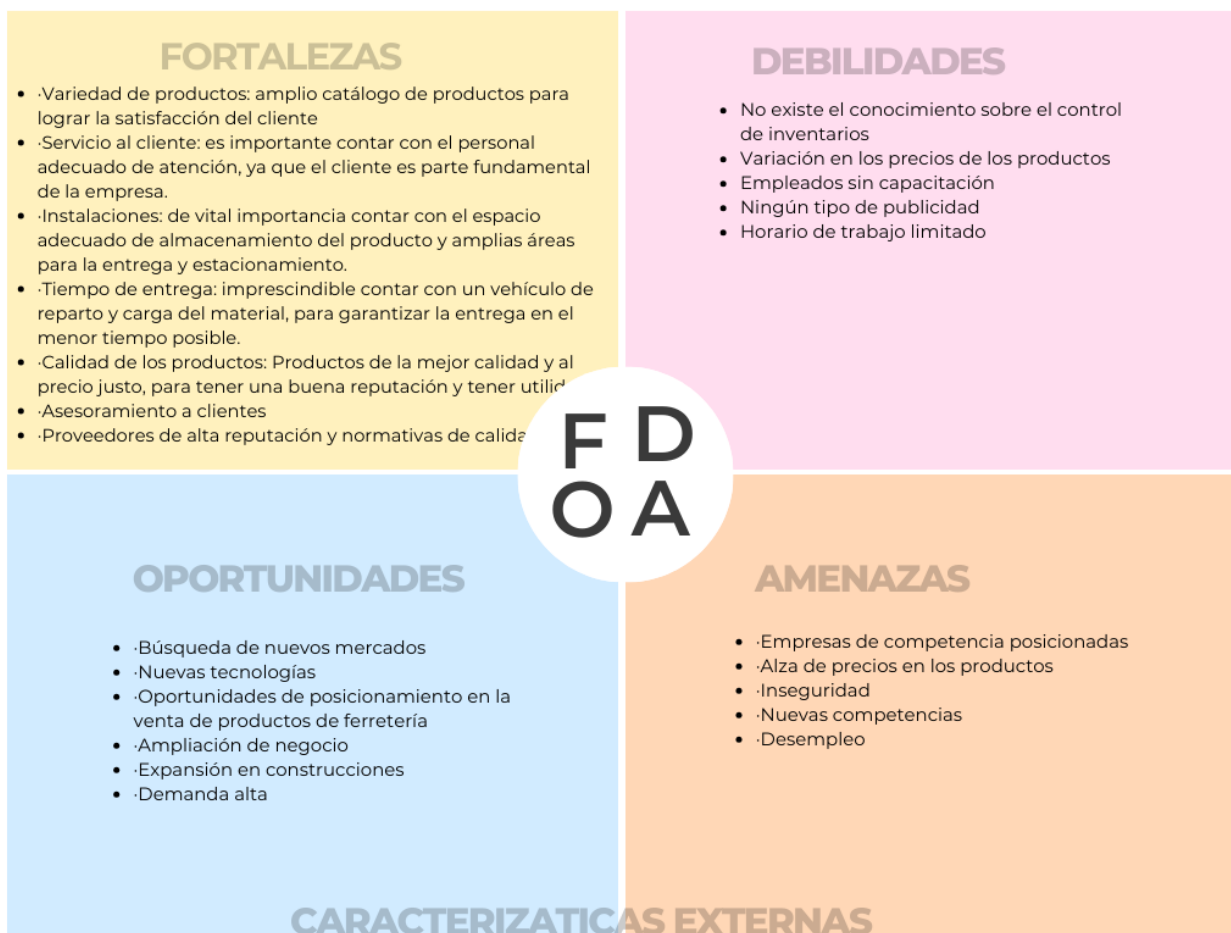 FORTALEZAS
• ·Variedad de productos: amplio catálogo de productos para
lograr la satisfacción del cliente
• ·Servicio al cliente: es importante contar con el personal
adecuado de atención, ya que el cliente es parte fundamental
de la empresa.
• ·Instalaciones: de vital importancia contar con el espacio
adecuado de almacenamiento del producto y amplias áreas
para la entrega y estacionamiento.
• ·Tiempo de entrega: imprescindible contar con un vehículo de
reparto y carga del material, para garantizar la entrega en el
menor tiempo posible.
• ·Calidad de los productos: Productos de la mejor calidad y al
precio justo, para tener una buena reputación y tener
• ·Asesoramiento a clientes
• ·Proveedores de alta reputación y normativas de
DEBILIDADES
• No existe el conocimiento sobre el control
de inventarios
• Variación en los precios de los productos
• Empleados sin capacitación
• Ningún tipo de publicidad
• Horario de trabajo limitado
F D
O A
OPORTUNIDADES
• ·Búsqueda de nuevos mercados
• ·Nuevas tecnologías
• ·Oportunidades de posicionamiento en la
venta de productos de ferretería
• ·Ampliación de negocio
• ·Expansión en construcciones
• ·Demanda alta
AMENAZAS
• ·Empresas de competencia posicionadas
• ·Alza de precios en los productos
• ·Inseguridad
• ·Nuevas competencias
• ·Desempleo
CARACTERIZATICAS EXTERNAS